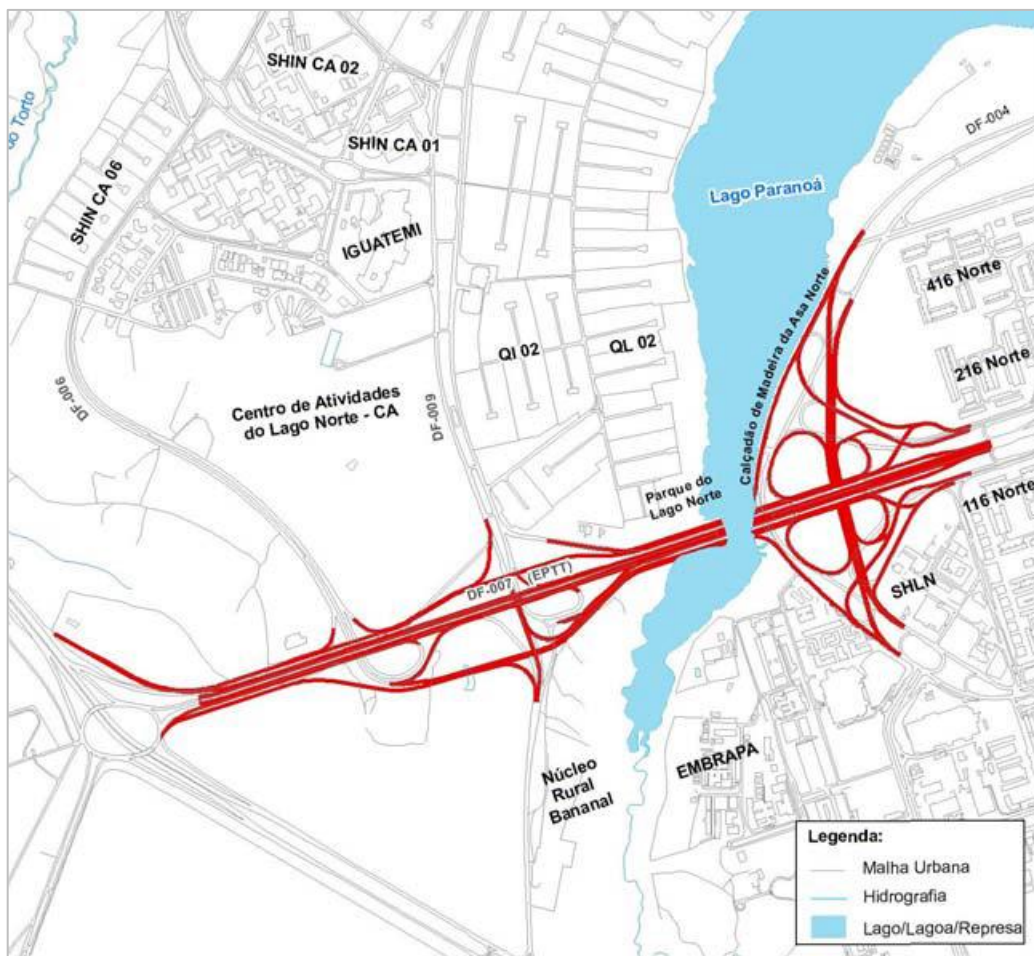 SHIN CA 02
SHIN CA 01
SHIN CA 06
do Torto
IGUATEMI
DF-004
Lago Paranoá
416 Norte
216 Norte
116 Norte
Calçadão de Madeira da Asa Norte
QI 02
QL 02
DF-006
DF-009
Centro de Atividades
do Lago Norte - CA
Parque do
Lago Norte
DF-007 (EPTT)
SHLN
EMBRAPA
Núcleo
Rural
Bananal
Legenda:
Malha Urbana
Hidrografia
Lago/Lagoa/Represa